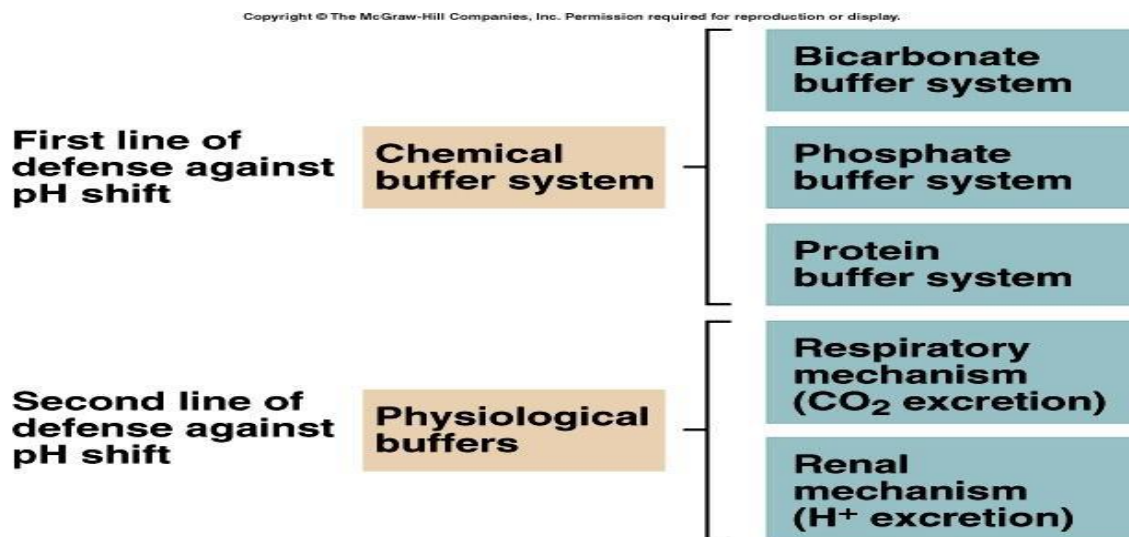 Copyright © The McGraw-Hill Companies, Inc. Permission required for reproduction or display.
First line of
defense against
pH shift
Chemical
buffer system
Bicarbonate
buffer system
Phosphate
buffer system
Protein
buffer system
Second line of
defense against
pH shift
Physiological
buffers
Respiratory
mechanism
(CO₂ excretion)
Renal
mechanism
(H⁺ excretion)